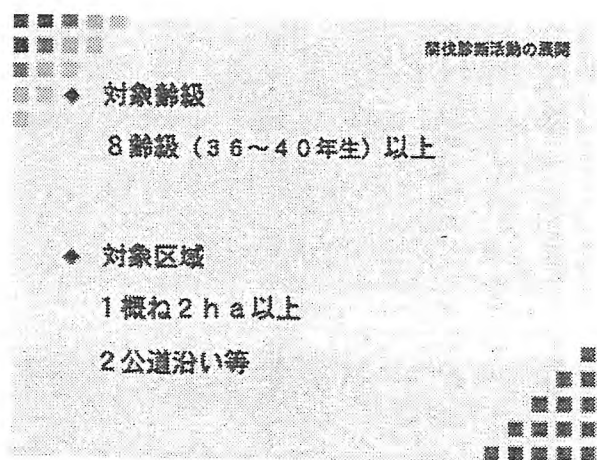 間伐診断活動の展開
◆ 対象齢級
8齢級（36～40年生）以上
◆ 対象区域
1概ね2ha以上
2公道沿い等